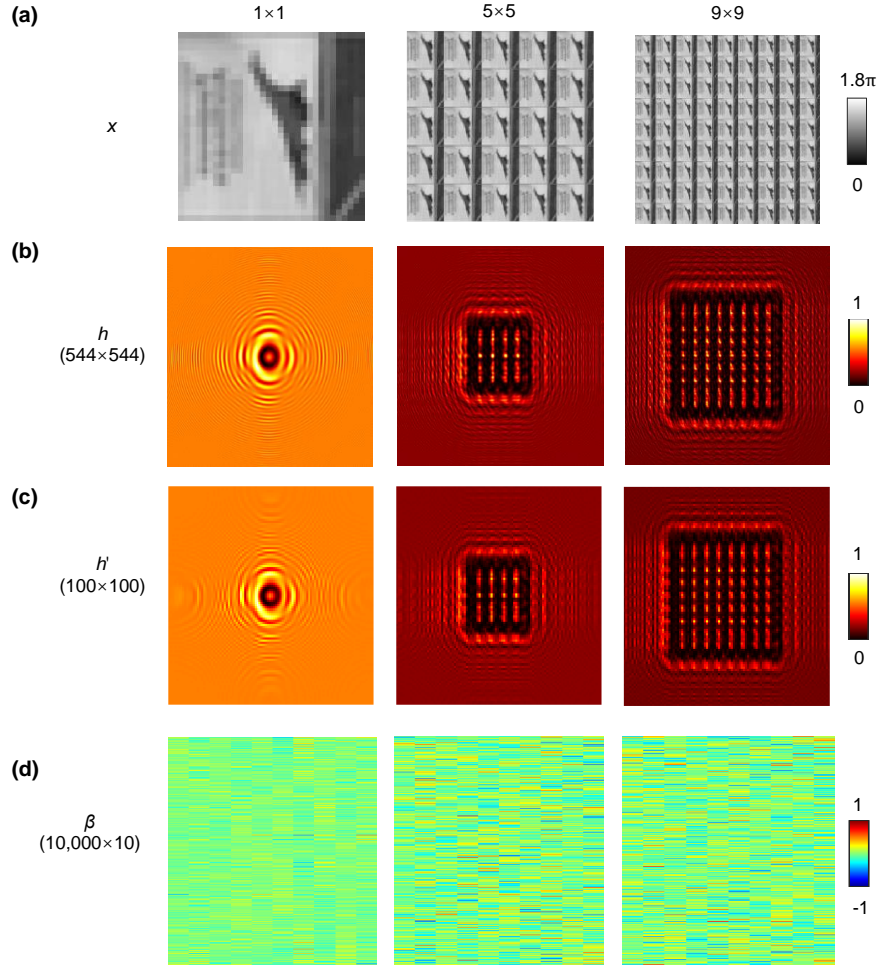 (a)
1×1
5×5
9×9
x
1.8π
0
(b)
h
(544×544)
1
0
(c)
h'
(100×100)
1
0
(d)
β
(10,000×10)
1
-1